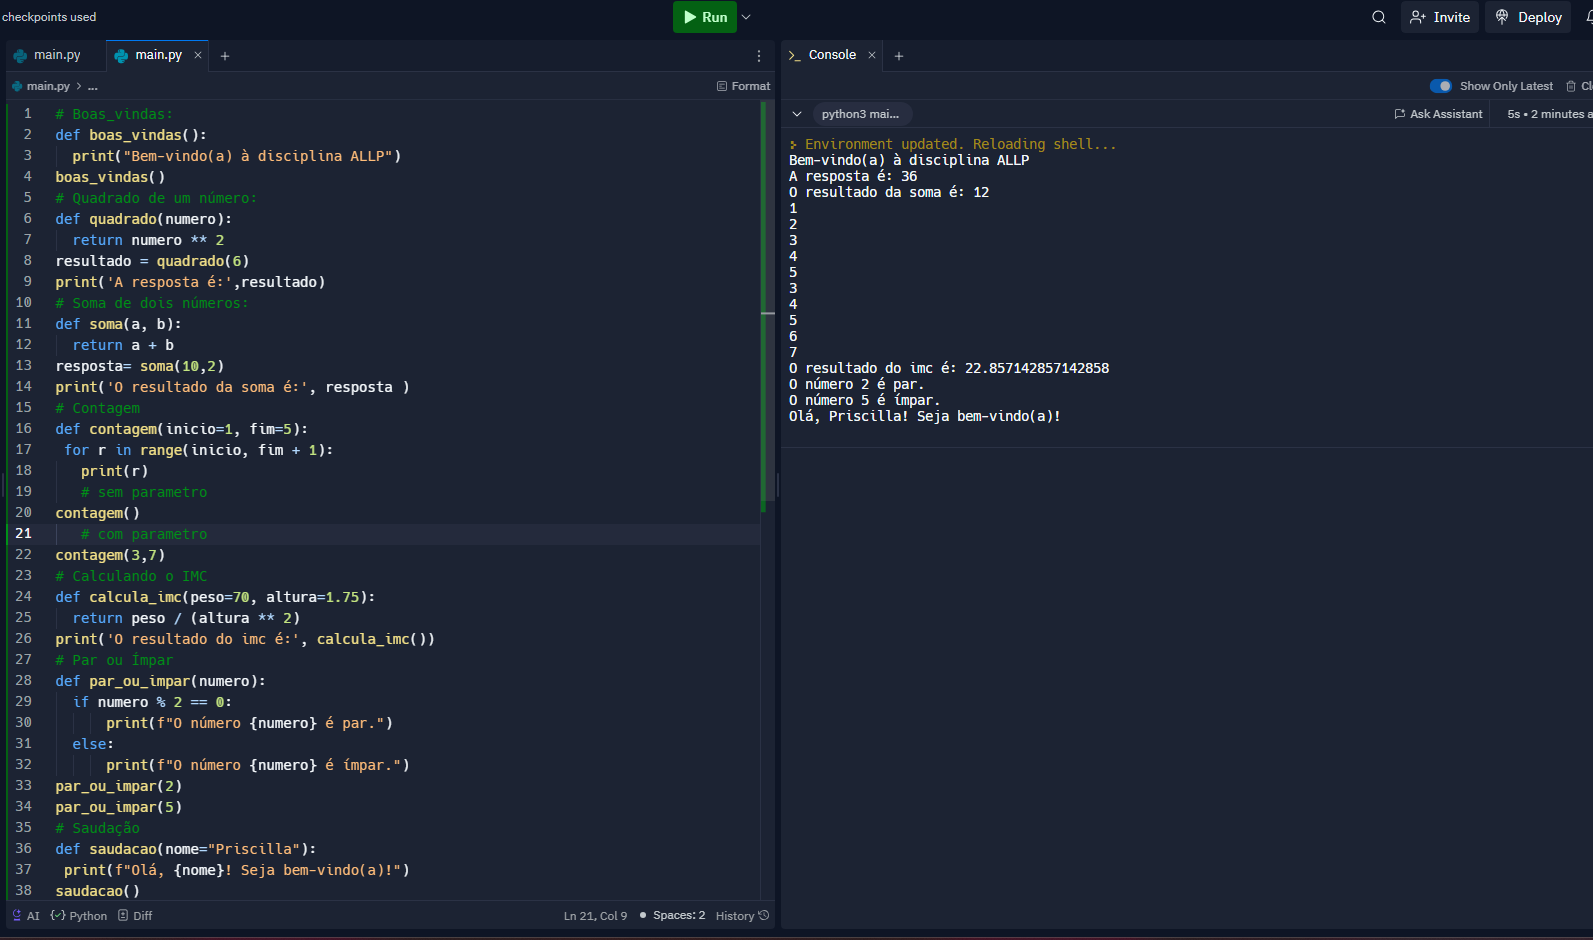 checkpoints used
Run
Invite
Deploy
main.py
main.py
Console
main.py > ...
Format
Show Only Latest
python3 mai...
Ask Assistant
5s • 2 minutes a
1 # Boas_vindas:
2 def boas_vindas():
3   print("Bem-vindo(a) à disciplina ALLP")
4 boas_vindas()
5 # Quadrado de um número:
6 def quadrado(numero):
7   return numero ** 2
8 resultado = quadrado(6)
9 print('A resposta é:',resultado)
10 # Soma de dois números:
11 def soma(a, b):
12   return a + b
13 resposta= soma(10,2)
14 print('O resultado da soma é:', resposta )
15 # Contagem
16 def contagem(inicio=1, fim=5):
17  for r in range(inicio, fim + 1):
18    print(r)
19    # sem parametro
20 contagem()
21    # com parametro
22 contagem(3,7)
23 # Calculando o IMC
24 def calcula_imc(peso=70, altura=1.75):
25   return peso / (altura ** 2)
26 print('O resultado do imc é:', calcula_imc())
27 # Par ou Ímpar
28 def par_ou_impar(numero):
29   if numero % 2 == 0:
30       print(f"O número {numero} é par.")
31   else:
32       print(f"O número {numero} é ímpar.")
33 par_ou_impar(2)
34 par_ou_impar(5)
35 # Saudação
36 def saudacao(nome="Priscilla"):
37  print(f"Olá, {nome}! Seja bem-vindo(a)!")
38 saudacao()
AI
Python
Diff
Ln 21, Col 9
Spaces: 2
History
Environment updated. Reloading shell...
Bem-vindo(a) à disciplina ALLP
A resposta é: 36
O resultado da soma é: 12
1
2
3
4
5
3
4
5
6
7
O resultado do imc é: 22.857142857142858
O número 2 é par.
O número 5 é ímpar.
Olá, Priscilla! Seja bem-vindo(a)!